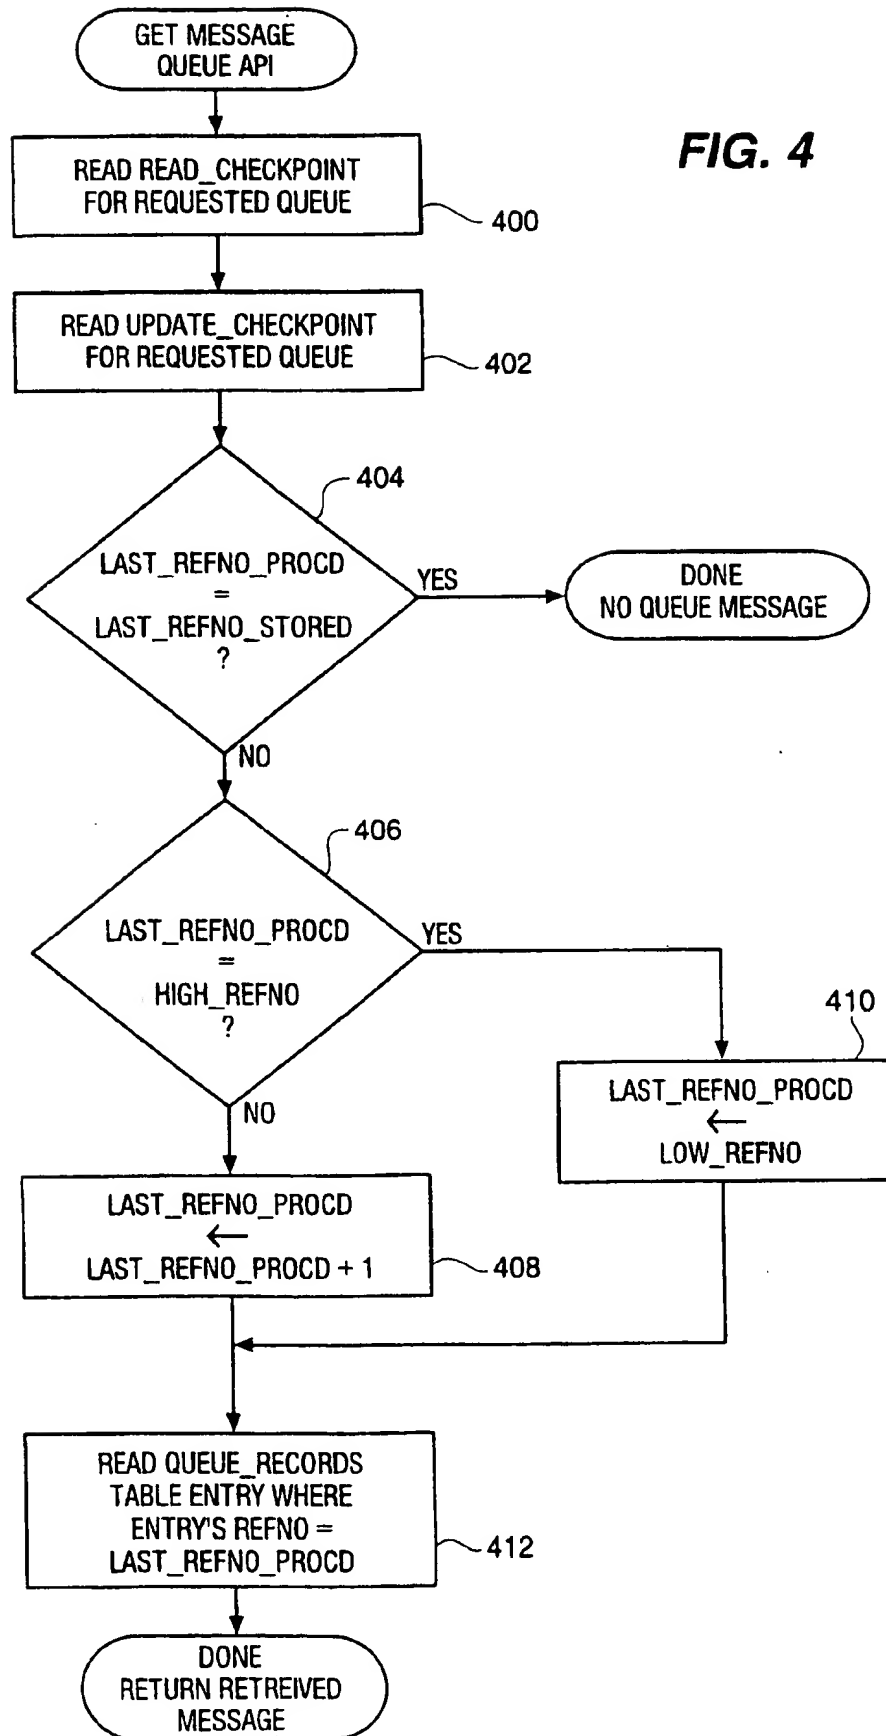 GET MESSAGE
QUEUE API
FIG. 4
READ READ_CHECKPOINT
FOR REQUESTED QUEUE
400
READ UPDATE_CHECKPOINT
FOR REQUESTED QUEUE
402
404
LAST_REFNO_PROCD
=
LAST_REFNO_STORED
?
YES
DONE
NO QUEUE MESSAGE
NO
406
LAST_REFNO_PROCD
=
HIGH_REFNO
?
YES
410
LAST_REFNO_PROCD
←
LOW_REFNO
NO
LAST_REFNO_PROCD
←
LAST_REFNO_PROCD + 1
408
READ QUEUE_RECORDS
TABLE ENTRY WHERE
ENTRY'S REFNO =
LAST_REFNO_PROCD
412
DONE
RETURN RETREIVED
MESSAGE